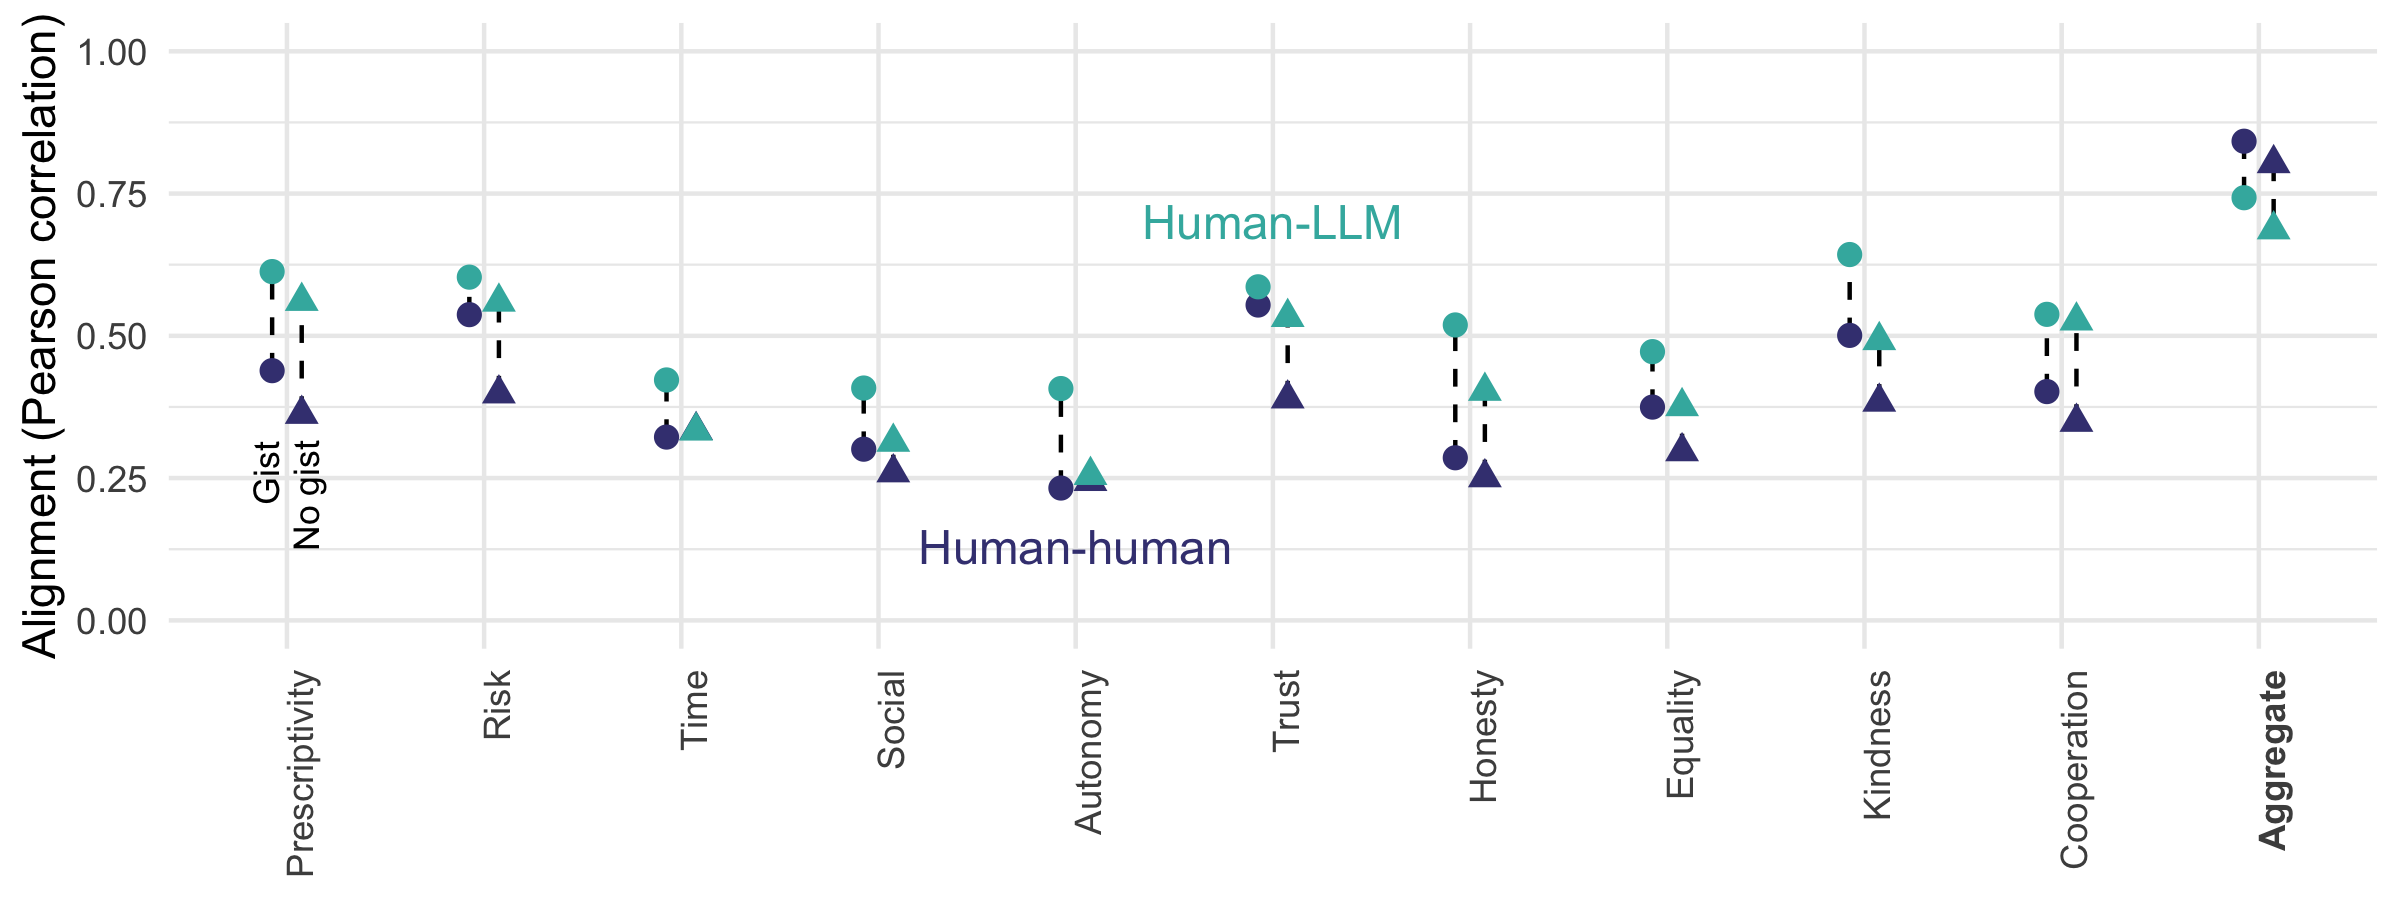 Alignment (Pearson correlation)
1.00
0.75
0.50
0.25
0.00
Human-LLM
Human-human
Gist
No gist
Prescriptivity
Risk
Time
Social
Autonomy
Trust
Honesty
Equality
Kindness
Cooperation
Aggregate